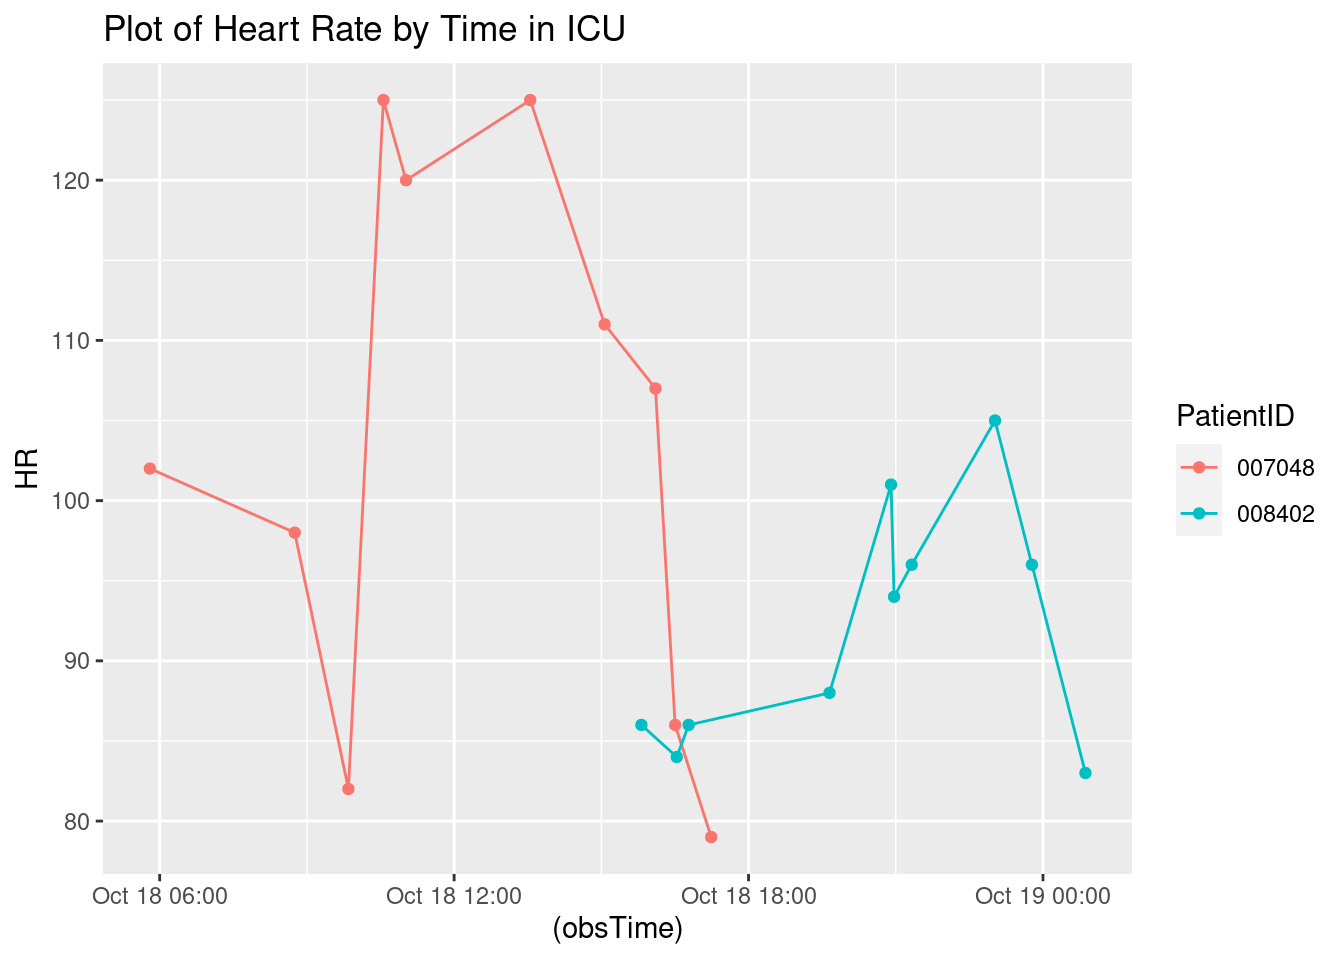 Plot of Heart Rate by Time in ICU
120
110
100
90
80
HR
Oct 18 06:00
Oct 18 12:00
Oct 18 18:00
Oct 19 00:00
(obsTime)
PatientID
007048
008402